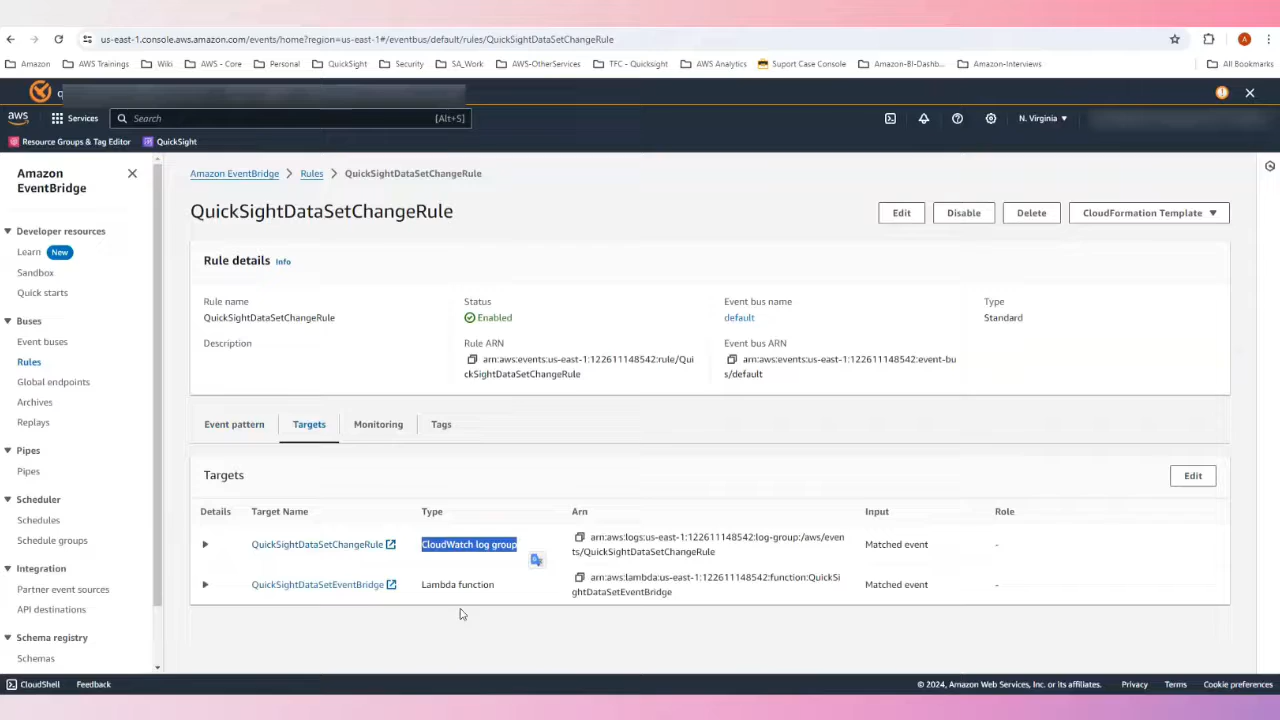 us-east-1.console.aws.amazon.com/events/home?region=us-east-1#/eventbus/default/rules/QuickSightDataSetChangeRule
A
Amazon AWS Trainings Wiki AWS - Core Personal QuickSight Security SA_Work AWS-OtherServices TFC - Quicksight AWS Analytics Suport Case Console Amazon-BI-Dashb... Amazon-Interviews All Bookmarks
aws Services Search [Alt+S] N. Virginia
Resource Groups & Tag Editor QuickSight
Amazon
EventBridge
Developer resources
Learn New
Sandbox
Quick starts
Buses
Event buses
Rules
Global endpoints
Archives
Replays
Pipes
Pipes
Scheduler
Schedules
Schedule groups
Integration
Partner event sources
API destinations
Schema registry
Schemas
Amazon EventBridge Rules QuickSightDataSetChangeRule
QuickSightDataSetChangeRule
Edit Disable Delete CloudFormation Template
Rule details Info
Rule name Status Event bus name Type
QuickSightDataSetChangeRule Enabled default Standard
Description Rule ARN Event bus ARN
arn:aws:events:us-east-1:122611148542:rule/Qui arn:aws:events:us-east-1:122611148542:event-bu
ckSightDataSetChangeRule s/default
Event pattern Targets Monitoring Tags
Targets Edit
Details Target Name Type Arn Input Role
QuickSightDataSetChangeRule CloudWatch log group arn:aws:logs:us-east-1:122611148542:log-group:/aws/even Matched event -
ts/QuickSightDataSetChangeRule
QuickSightDataSetEventBridge Lambda function arn:aws:lambda:us-east-1:122611148542:function:QuickSi Matched event -
ghtDataSetEventBridge
CloudShell Feedback © 2024, Amazon Web Services, Inc. or its affiliates. Privacy Terms Cookie preferences